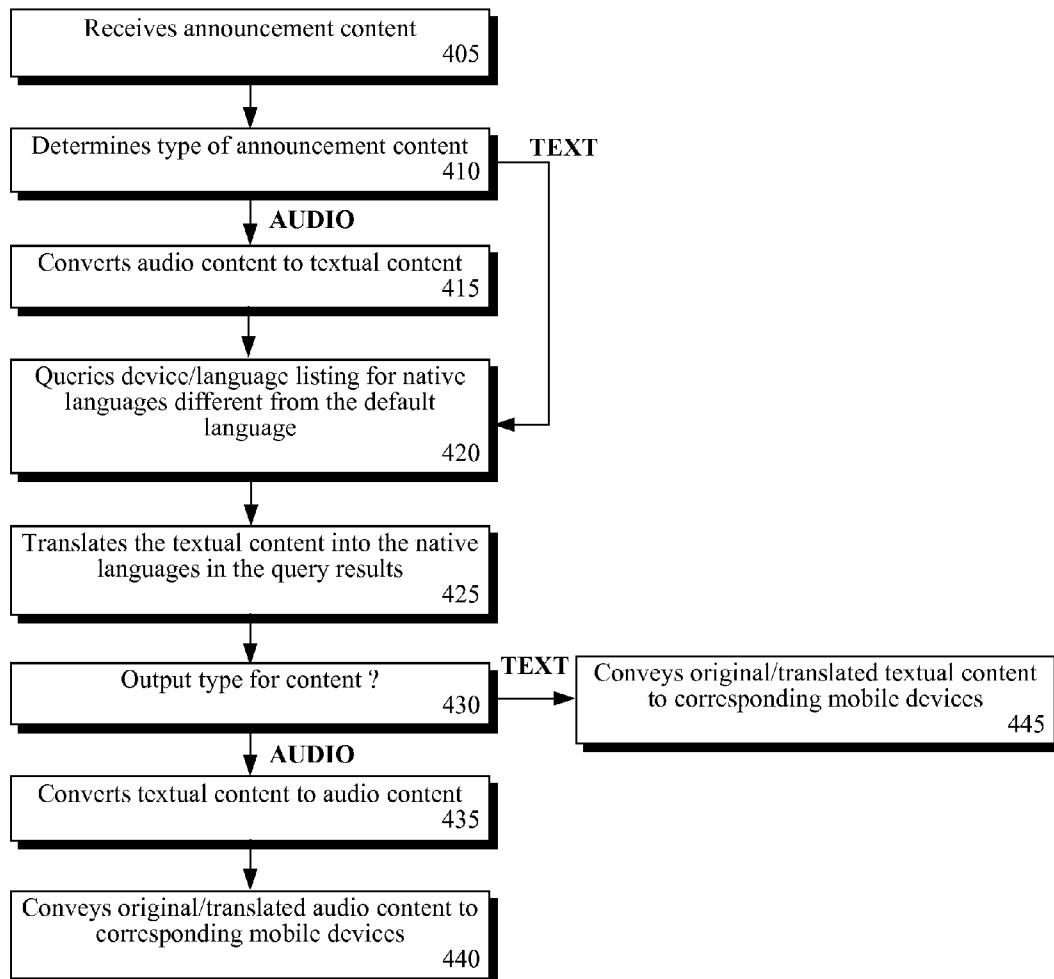 Receives announcement content
405
Determines type of announcement content
410
TEXT
AUDIO
Converts audio content to textual content
415
Queries device/language listing for native
languages different from the default
language
420
Translates the textual content into the native
languages in the query results
425
Output type for content ?
430
TEXT
Conveys original/translated textual content
to corresponding mobile devices
445
AUDIO
Converts textual content to audio content
435
Conveys original/translated audio content to
corresponding mobile devices
440